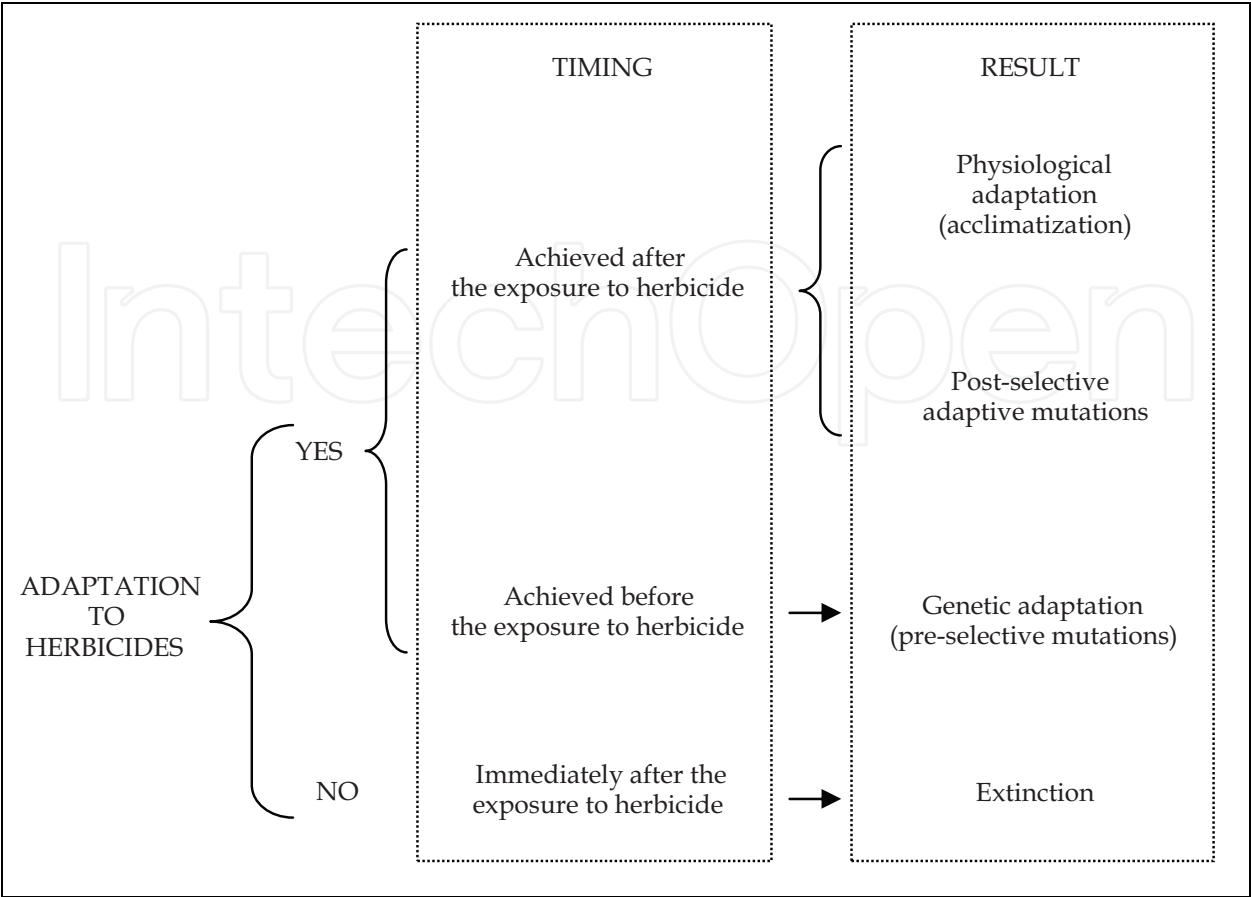 TIMING
RESULT
Physiological
adaptation
(acclimatization)
Achieved after
the exposure to herbicide
IntechOpen
Post-selective
adaptive mutations
YES
ADAPTATION
TO
HERBICIDES
Achieved before
the exposure to herbicide
Genetic adaptation
(pre-selective mutations)
NO
Immediately after the
exposure to herbicide
Extinction